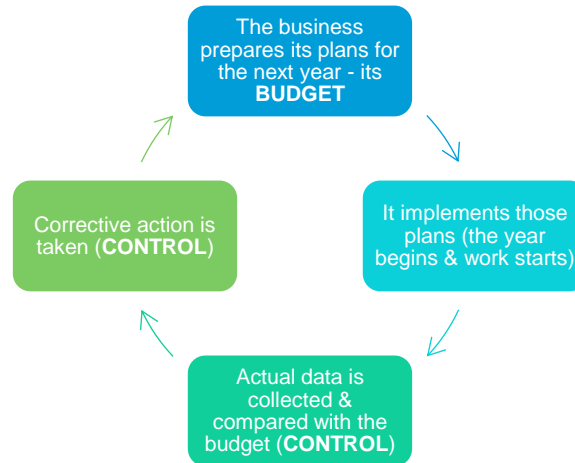 The business
prepares its plans for
the next year - its
BUDGET
It implements those
plans (the year
begins & work starts)
Actual data is
collected &
compared with the
budget (CONTROL)
Corrective action is
taken (CONTROL)